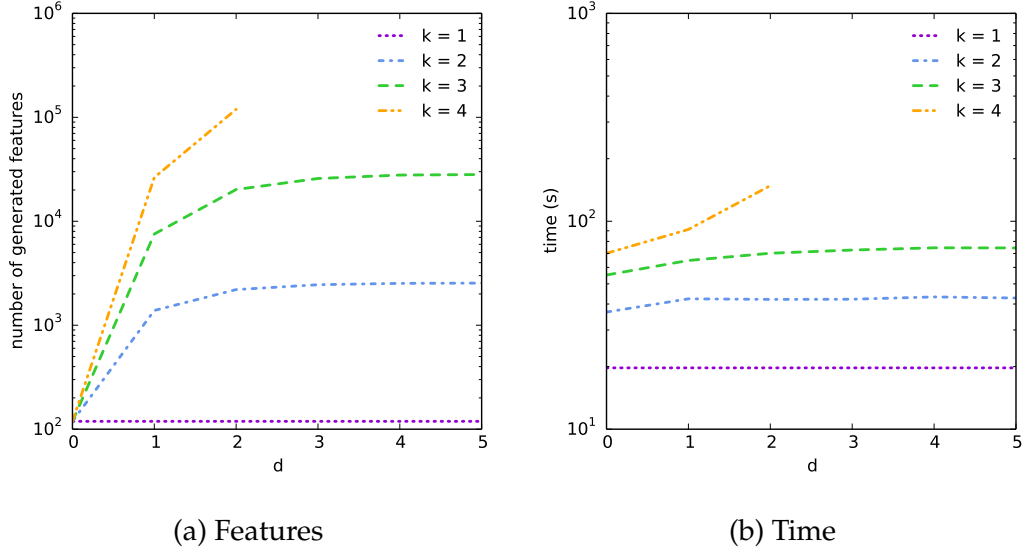 number of generated features
10^6
10^5
10^4
10^3
10^2
0 1 2 3 4 5
d
k = 1
k = 2
k = 3
k = 4
(a) Features
time (s)
10^3
10^2
10^1
0 1 2 3 4 5
d
k = 1
k = 2
k = 3
k = 4
(b) Time